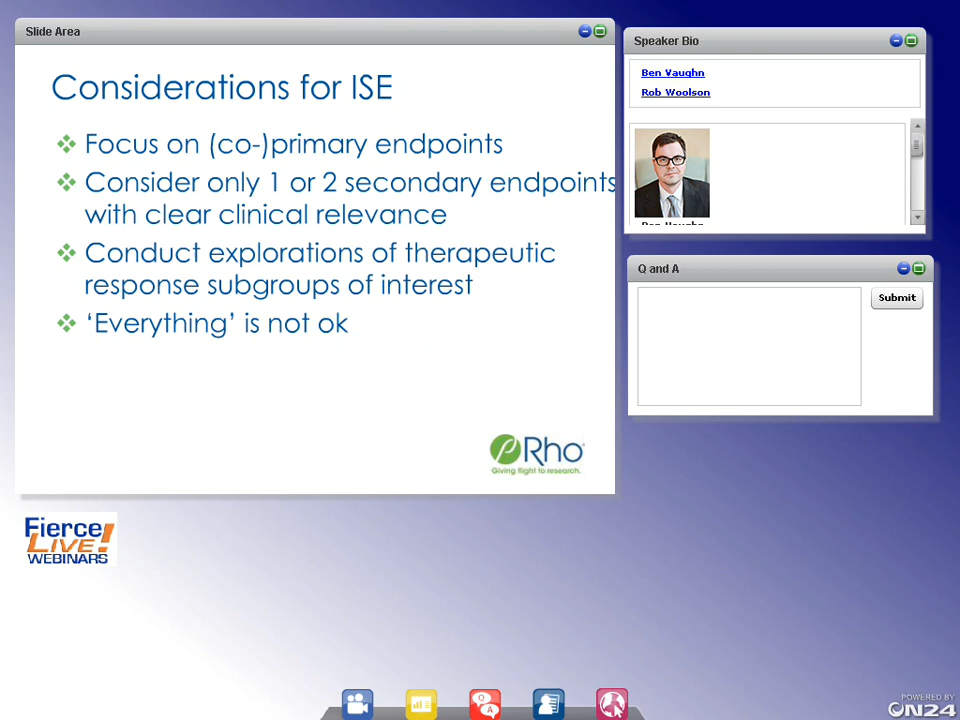 Slide Area
Considerations for ISE
Focus on (co-)primary endpoints
Consider only 1 or 2 secondary endpoints
with clear clinical relevance
Conduct explorations of therapeutic
response subgroups of interest
‘Everything’ is not ok
Rho
Giving flight to research.
Speaker Bio
Ben Vaughn
Rob Woolson
Ben Vaughn
Q and A
Submit
Fierce
LIVE!
WEBINARS
Q
A
POWERED BY
ON24